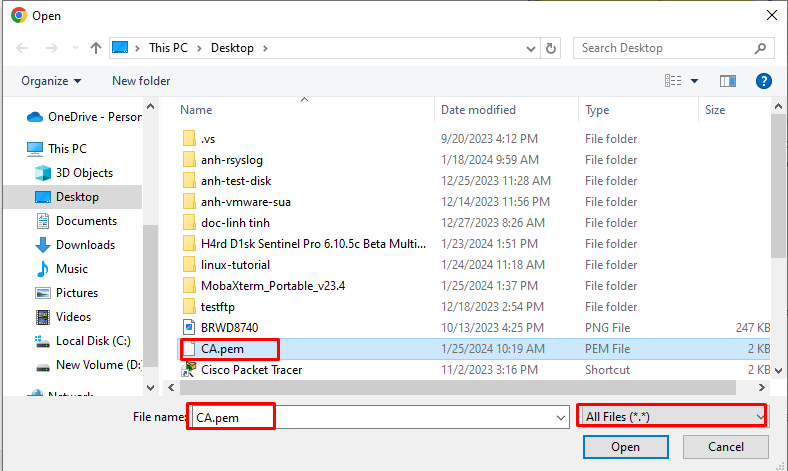 Open
This PC > Desktop >
Search Desktop
Organize
New folder
Name
Date modified
Type
Size
OneDrive - Person
This PC
3D Objects
Desktop
Documents
Downloads
Music
Pictures
Videos
Local Disk (C:)
New Volume (D:)
Network
.vs 9/20/2023 4:12 PM File folder
anh-rsyslog 1/18/2024 9:59 AM File folder
anh-test-disk 12/25/2023 11:28 AM File folder
anh-vmware-sua 12/14/2023 11:56 PM File folder
doc-linh tinh 12/27/2023 8:26 AM File folder
H4rd D1sk Sentinel Pro 6.10.5c Beta Multi... 1/23/2024 1:51 PM File folder
linux-tutorial 1/24/2024 11:18 AM File folder
MobaXterm_Portable_v23.4 1/25/2024 1:37 PM File folder
testftp 12/18/2023 2:54 PM File folder
BRWD8740 10/13/2023 4:25 PM PNG File 247 KB
CA.pem 1/25/2024 10:19 AM PEM File 2 KB
Cisco Packet Tracer 11/2/2023 3:16 PM Shortcut 2 KB
File name: CA.pem
All Files (*.*)
Open
Cancel